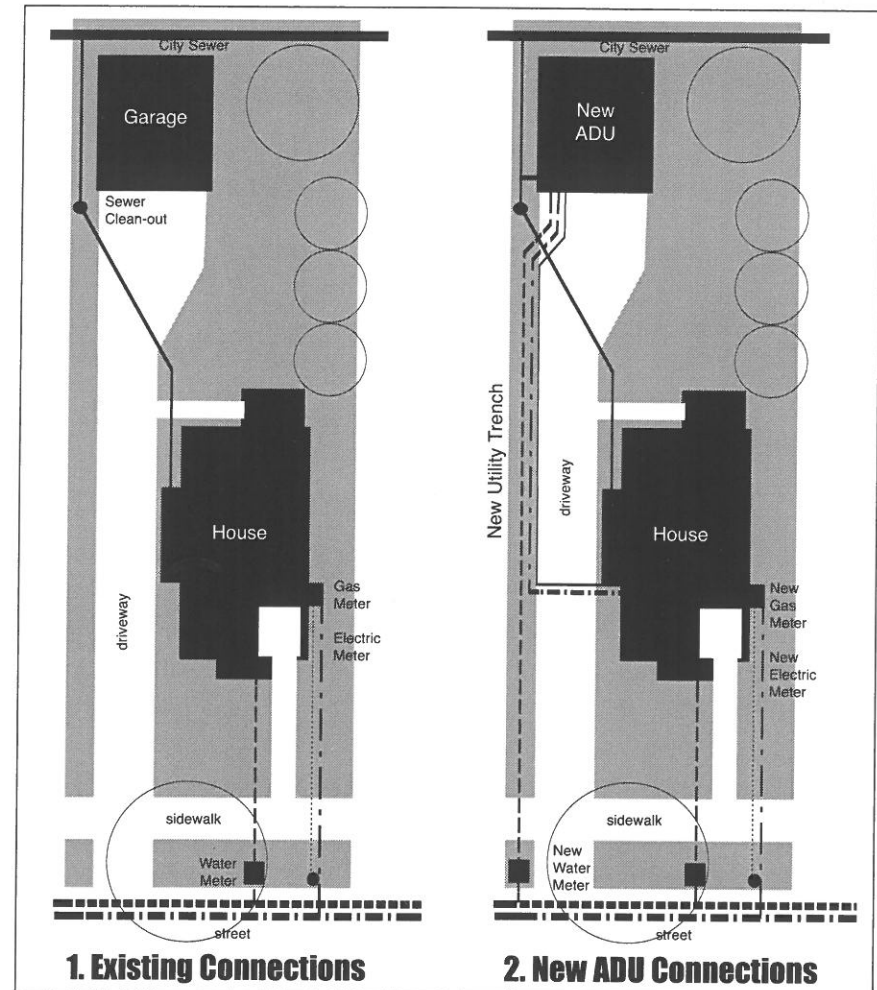 City Sewer
Garage
Sewer
Clean-out
House
Gas
Meter
Electric
Meter
driveway
sidewalk
Water
Meter
street
1. Existing Connections
City Sewer
New
ADU
New Utility Trench
driveway
House
New
Gas
Meter
New
Electric
Meter
sidewalk
New
Water
Meter
street
2. New ADU Connections